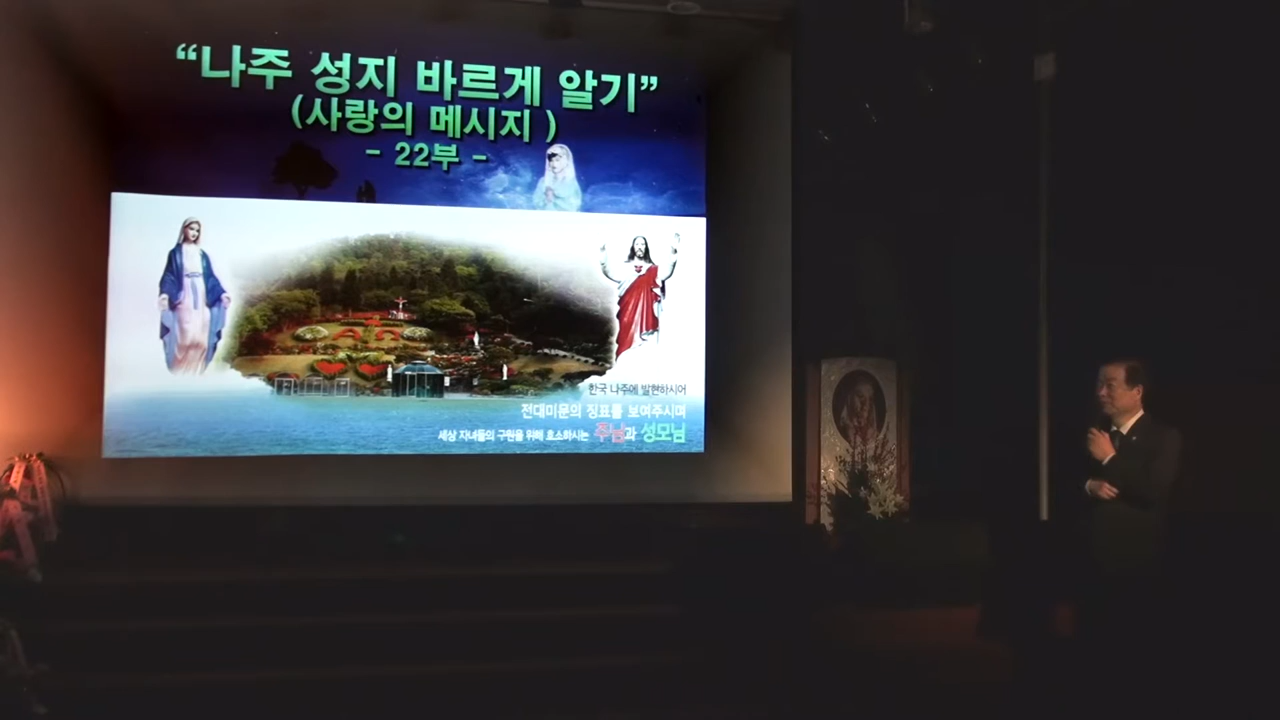 “나주 성지 바르게 알기”
(사랑의 메시지 )
- 22부 -
한국 나주에 발현하시어
전대미문의 징표를 보여주시며
세상 자녀들의 구원을 위해 호소하시는 주님과 성모님